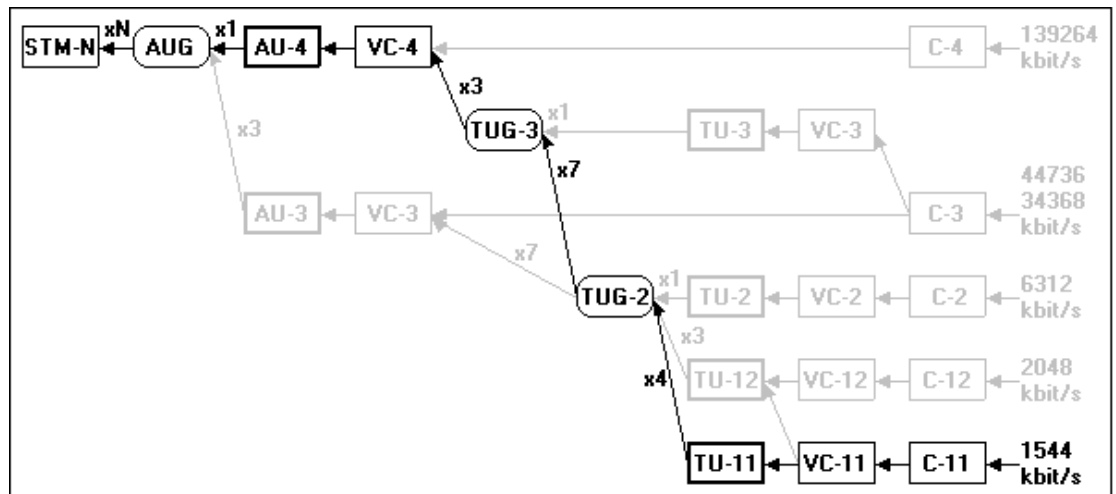 xN
x1
STM-N
AUG
AU-4
VC-4
C-4
139264
kbit/s
x3
x1
TUG-3
TU-3
VC-3
x3
x7
44736
34368
kbit/s
AU-3
VC-3
C-3
x7
x1
TUG-2
TU-2
VC-2
C-2
6312
kbit/s
x3
x4
TU-12
VC-12
C-12
2048
kbit/s
TU-11
VC-11
C-11
1544
kbit/s